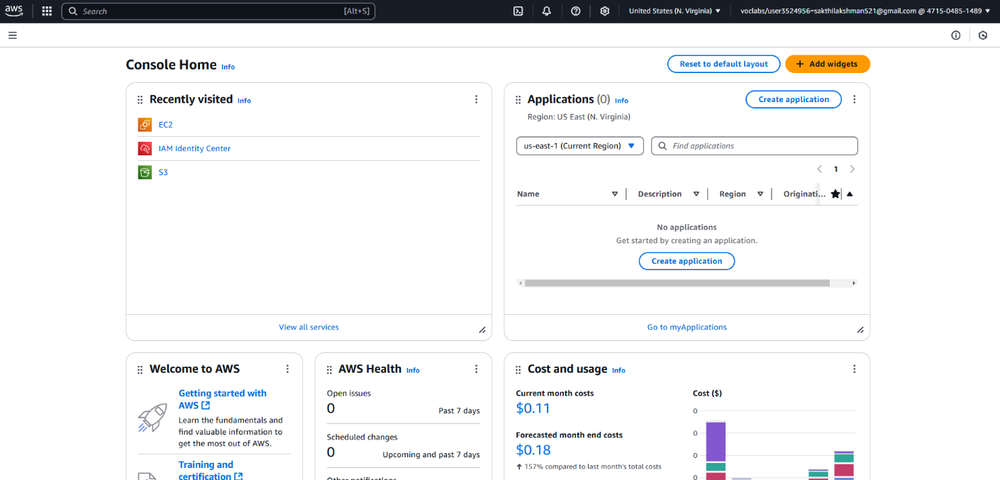 aws
Search
[Alt+S]
United States (N. Virginia)
voclabs/user3524956=sakthilakshman521@gmail.com @ 4715-0485-1489
Console Home
Info
Reset to default layout
Add widgets
Recently visited
Info
EC2
IAM Identity Center
S3
View all services
Applications (0)
Info
Create application
Region: US East (N. Virginia)
us-east-1 (Current Region)
Find applications
1
Name
Description
Region
Originati...
No applications
Get started by creating an application.
Create application
Go to myApplications
Welcome to AWS
Getting started with
AWS
Learn the fundamentals and
find valuable information to
get the most out of AWS.
Training and
certification
AWS Health
Info
Open issues
0
Past 7 days
Scheduled changes
0
Upcoming and past 7 days
Other notifications
Cost and usage
Info
Current month costs
$0.11
Forecasted month end costs
$0.18
157% compared to last month's total costs
Cost ($)
0
0
0
0